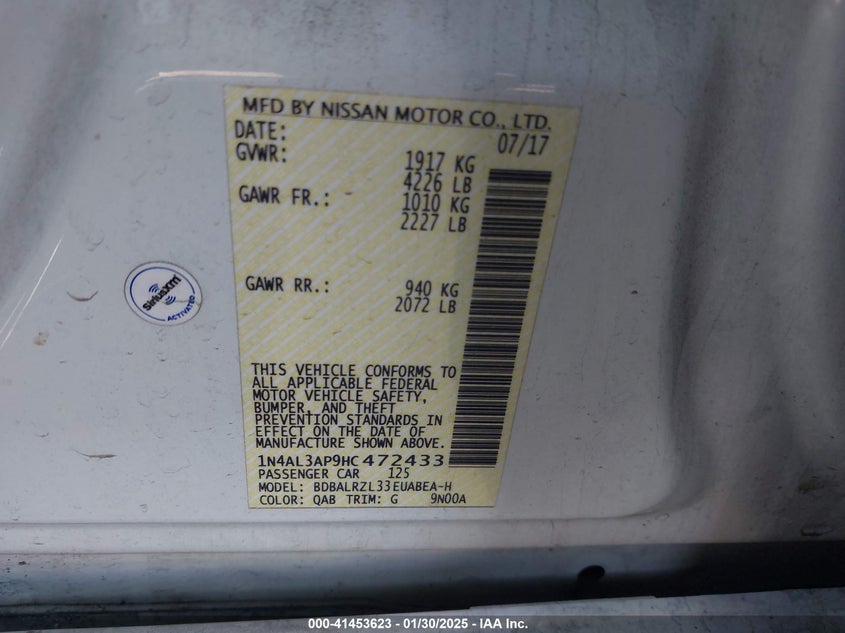 MFD BY NISSAN MOTOR CO., LTD.
DATE: 07/17
GVWR: 1917 KG
4226 LB
GAWR FR.: 1010 KG
2227 LB
GAWR RR.: 940 KG
2072 LB
THIS VEHICLE CONFORMS TO
ALL APPLICABLE FEDERAL
MOTOR VEHICLE SAFETY,
BUMPER, AND THEFT
PREVENTION STANDARDS IN
EFFECT ON THE DATE OF
MANUFACTURE SHOWN ABOVE.
1N4AL3AP9HC472433
PASSENGER CAR 125
MODEL: BDBALRZL33EUABEA-H
COLOR: QAB TRIM: G 9N00A
SiriusXM
ACTIVATED
000-41453623 - 01/30/2025 - IAA Inc.